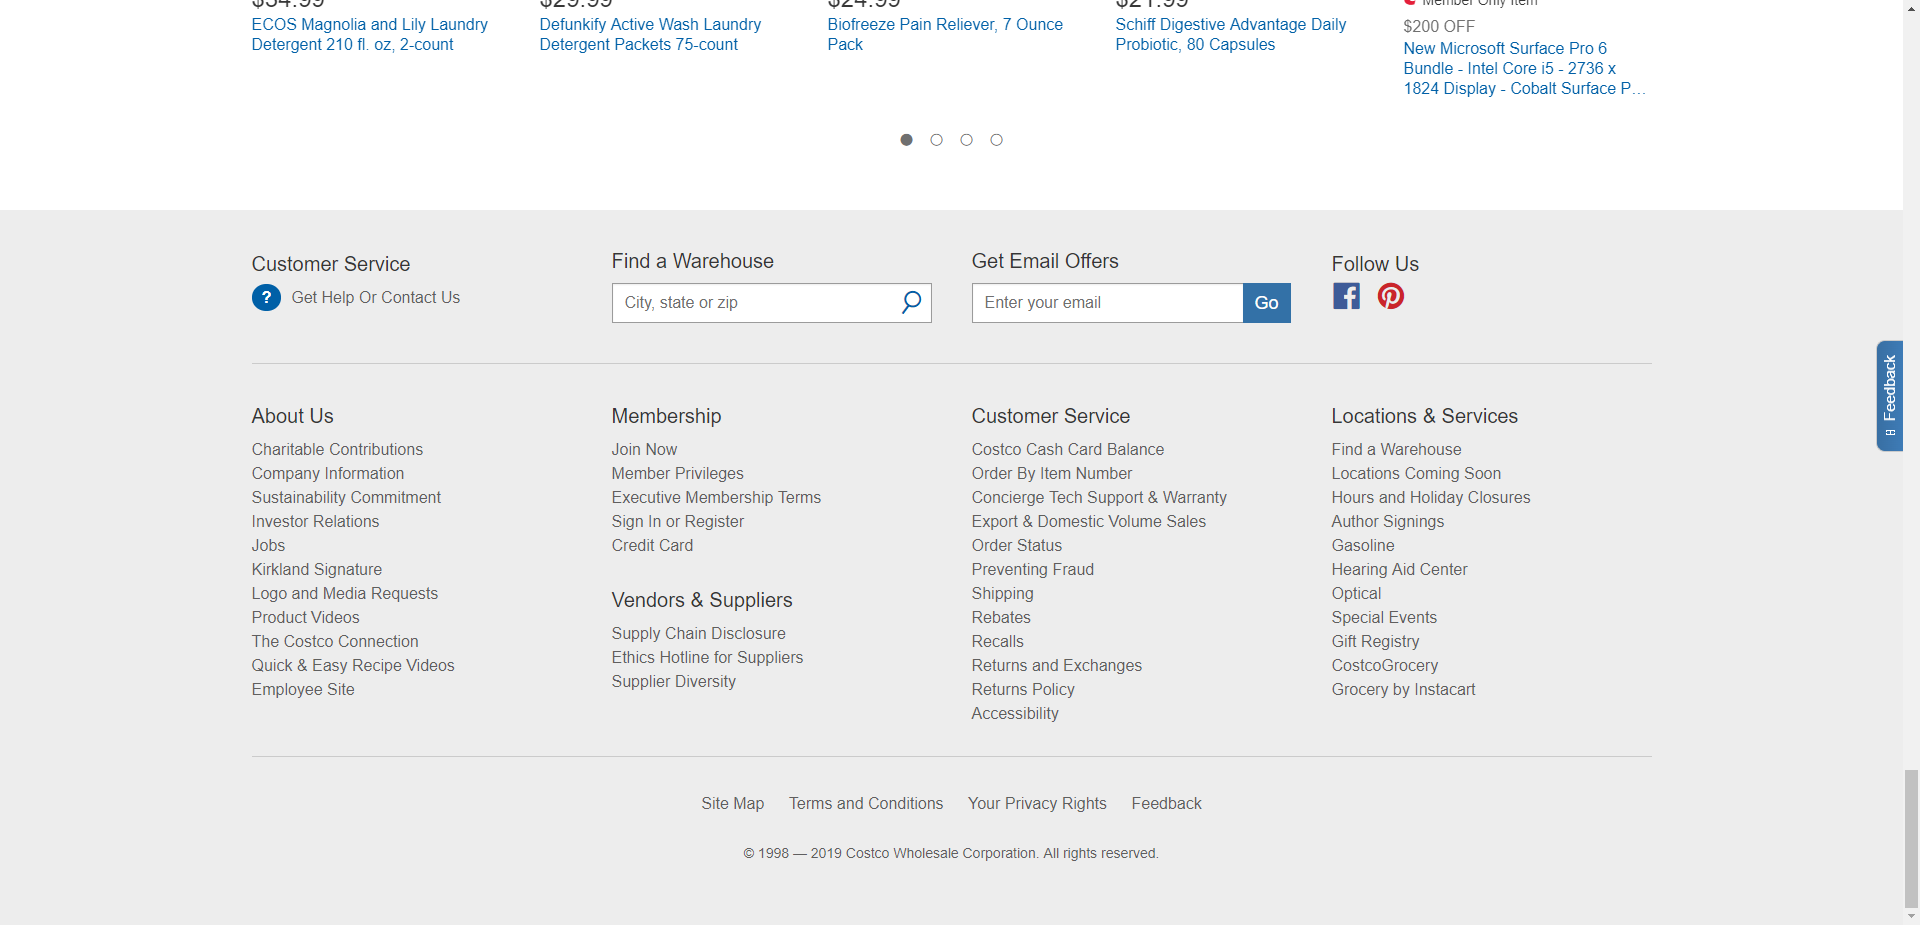 $34.99
$29.99
$24.99
$21.99
Member Only Item
$200 OFF
ECOS Magnolia and Lily Laundry
Detergent 210 fl. oz, 2-count
Defunkify Active Wash Laundry
Detergent Packets 75-count
Biofreeze Pain Reliever, 7 Ounce
Pack
Schiff Digestive Advantage Daily
Probiotic, 80 Capsules
New Microsoft Surface Pro 6
Bundle - Intel Core i5 - 2736 x
1824 Display - Cobalt Surface P…
Customer Service
? Get Help Or Contact Us
Find a Warehouse
City, state or zip
Get Email Offers
Enter your email
Go
Follow Us
Feedback
About Us
Charitable Contributions
Company Information
Sustainability Commitment
Investor Relations
Jobs
Kirkland Signature
Logo and Media Requests
Product Videos
The Costco Connection
Quick & Easy Recipe Videos
Employee Site
Membership
Join Now
Member Privileges
Executive Membership Terms
Sign In or Register
Credit Card
Vendors & Suppliers
Supply Chain Disclosure
Ethics Hotline for Suppliers
Supplier Diversity
Customer Service
Costco Cash Card Balance
Order By Item Number
Concierge Tech Support & Warranty
Export & Domestic Volume Sales
Order Status
Preventing Fraud
Shipping
Rebates
Recalls
Returns and Exchanges
Returns Policy
Accessibility
Locations & Services
Find a Warehouse
Locations Coming Soon
Hours and Holiday Closures
Author Signings
Gasoline
Hearing Aid Center
Optical
Special Events
Gift Registry
CostcoGrocery
Grocery by Instacart
Site Map
Terms and Conditions
Your Privacy Rights
Feedback
© 1998 — 2019 Costco Wholesale Corporation. All rights reserved.